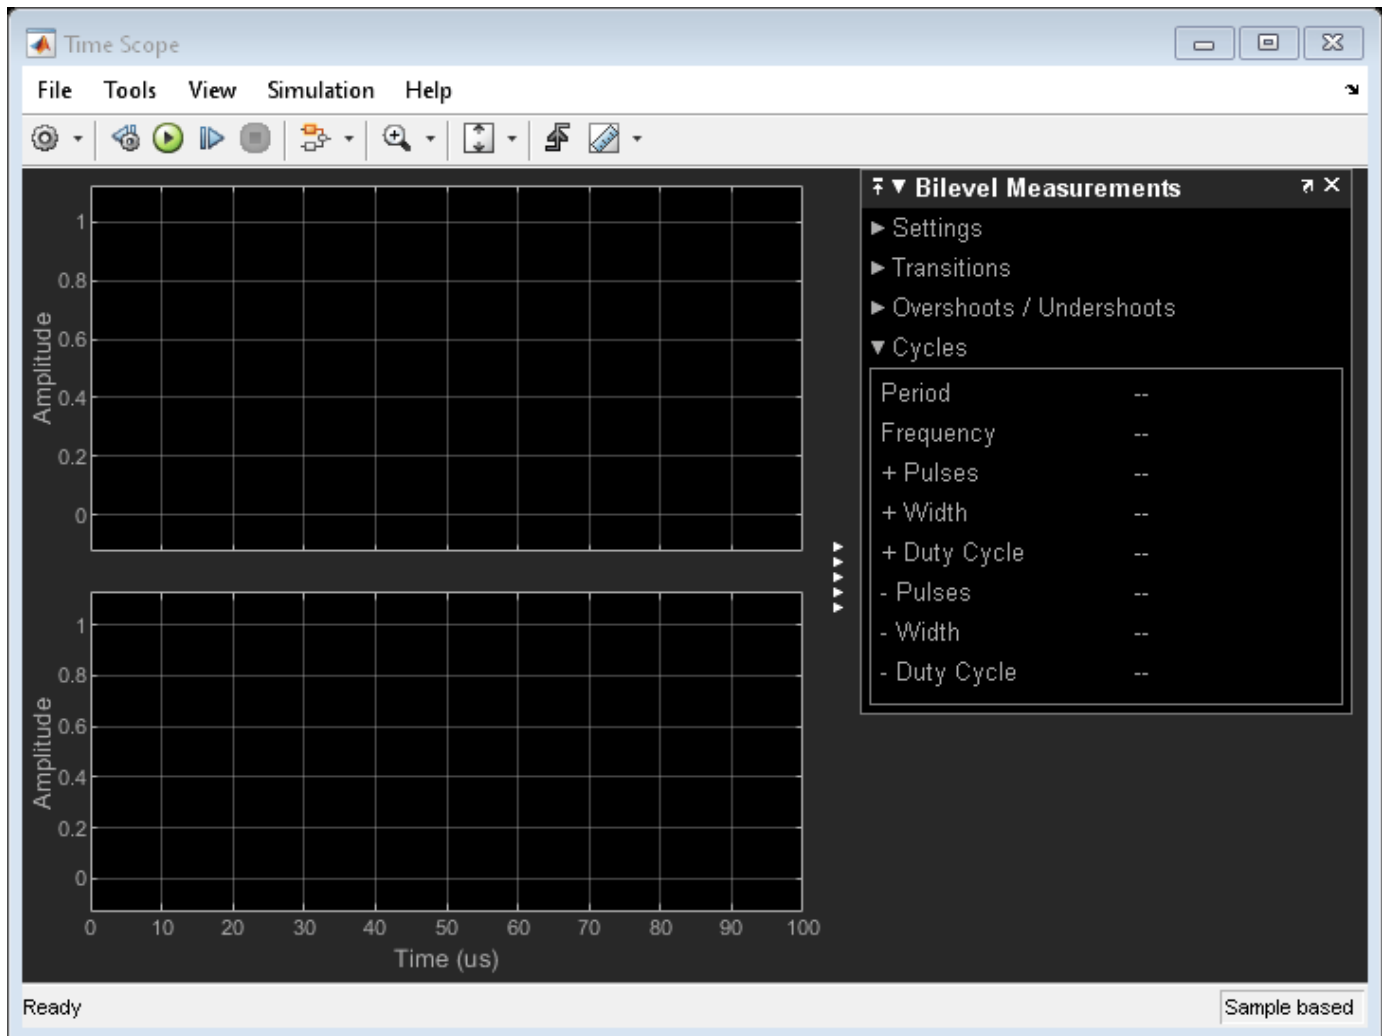 Time Scope
File Tools View Simulation Help
Bilevel Measurements
Settings
Transitions
Overshoots / Undershoots
Cycles
Period --
Frequency --
+ Pulses --
+ Width --
+ Duty Cycle --
- Pulses --
- Width --
- Duty Cycle --
Amplitude
1
0.8
0.6
0.4
0.2
0
Amplitude
1
0.8
0.6
0.4
0.2
0
0 10 20 30 40 50 60 70 80 90 100
Time (us)
Ready Sample based